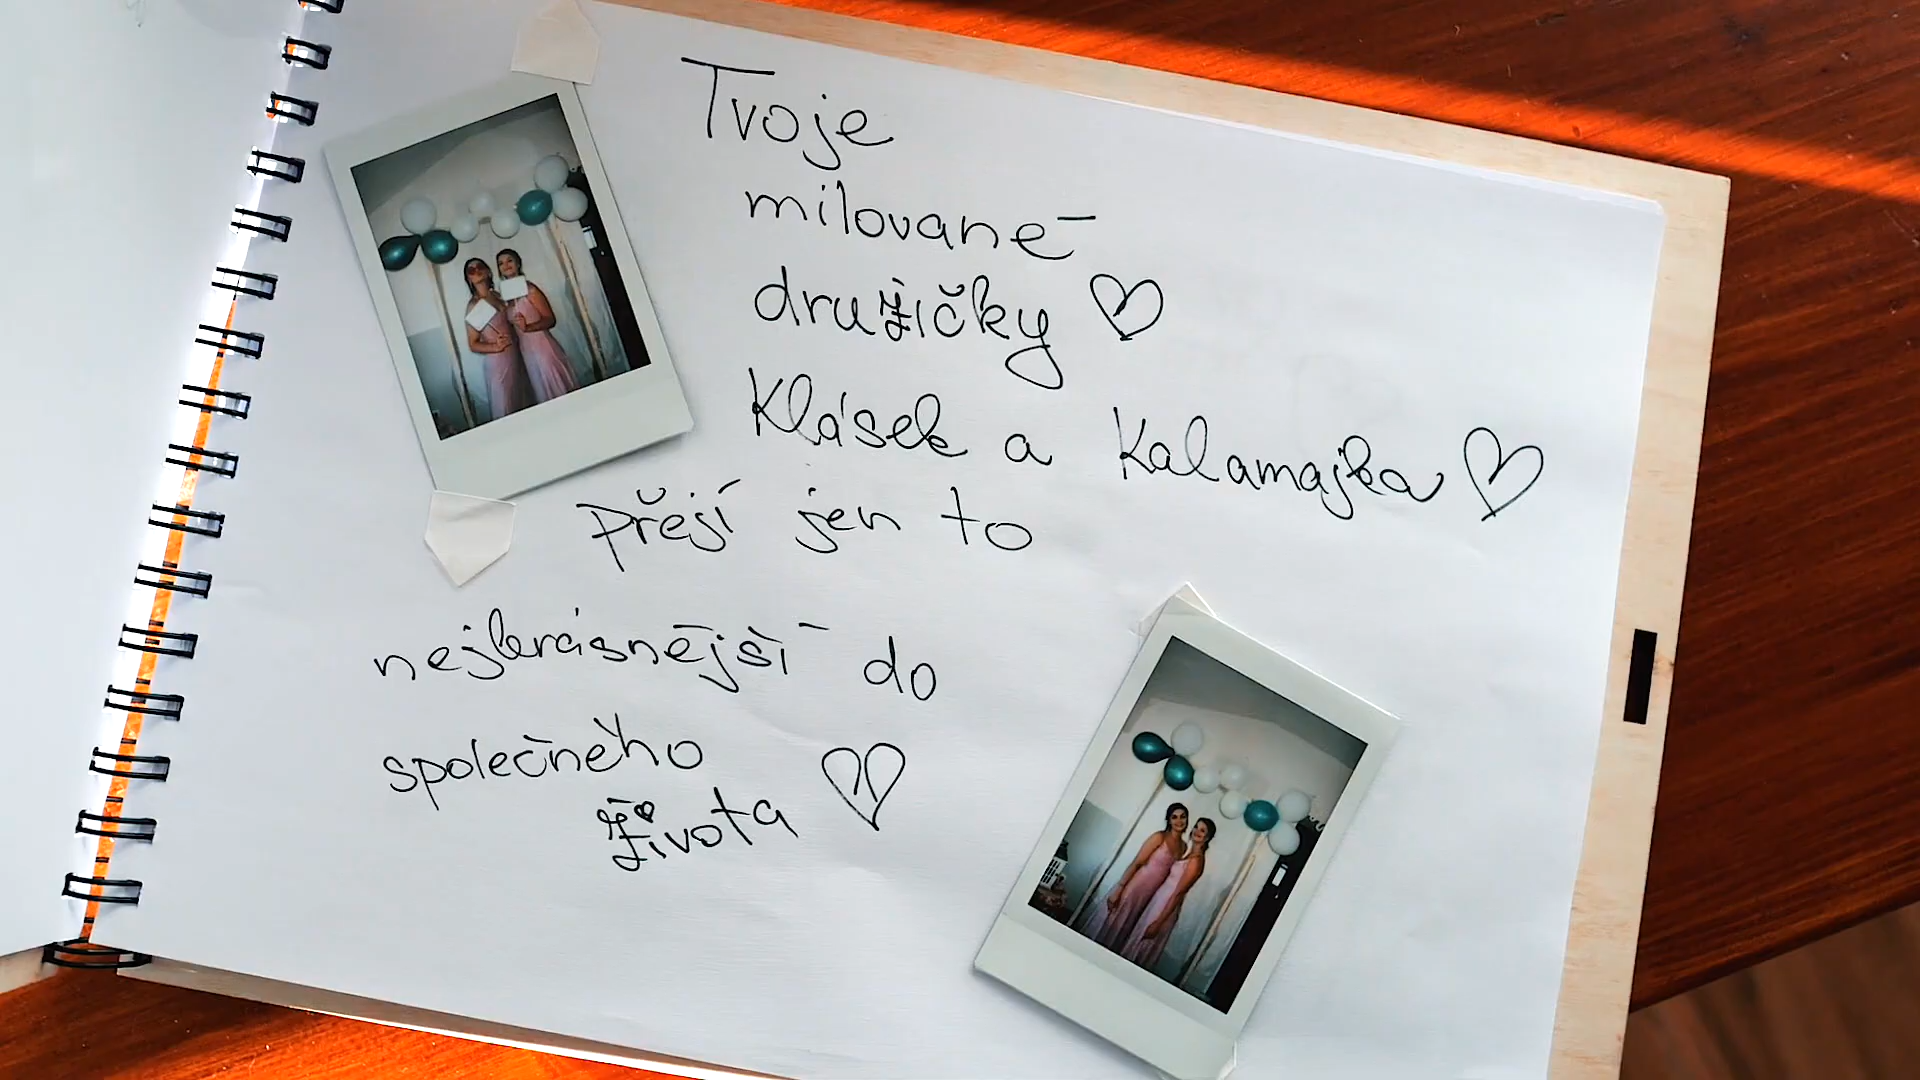 Tvoje
milované
družičky ♡
Klásek a Kalamajka ♡
přejí jen to
nejkrásnější do
společného
života ♡